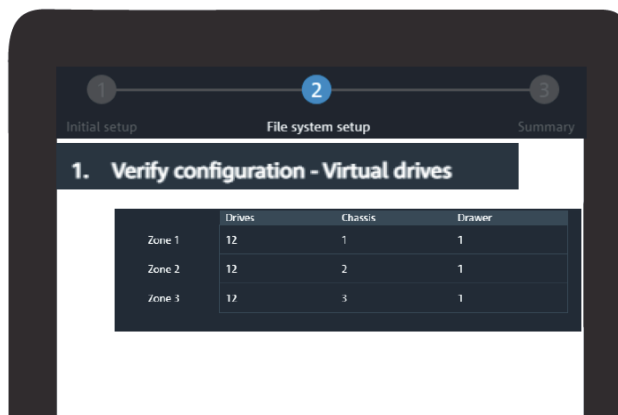 1 2 3
Initial setup File system setup Summary
1. Verify configuration - Virtual drives
Drives Chassis Drawer
Zone 1 12 1 1
Zone 2 12 2 1
Zone 3 12 3 1